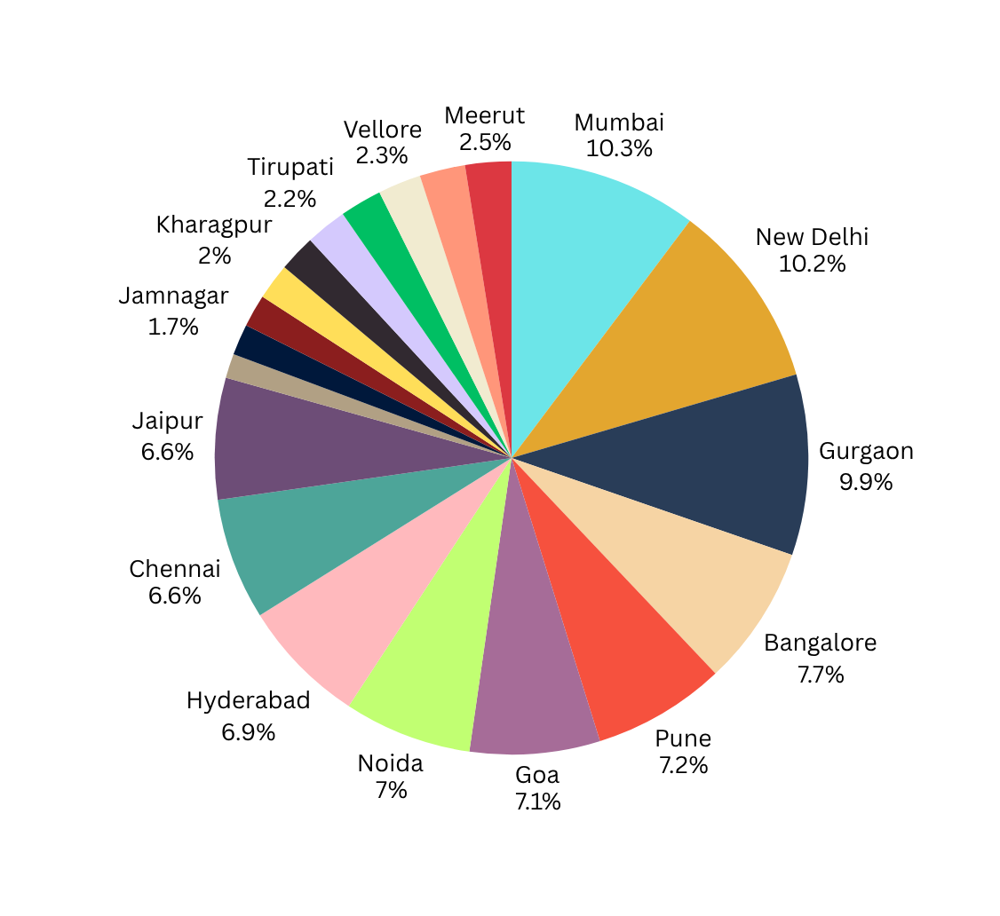 Meerut
2.5%
Mumbai
10.3%
Vellore
2.3%
Tirupati
2.2%
Kharagpur
2%
New Delhi
10.2%
Jamnagar
1.7%
Jaipur
6.6%
Gurgaon
9.9%
Chennai
6.6%
Bangalore
7.7%
Hyderabad
6.9%
Pune
7.2%
Noida
7%
Goa
7.1%